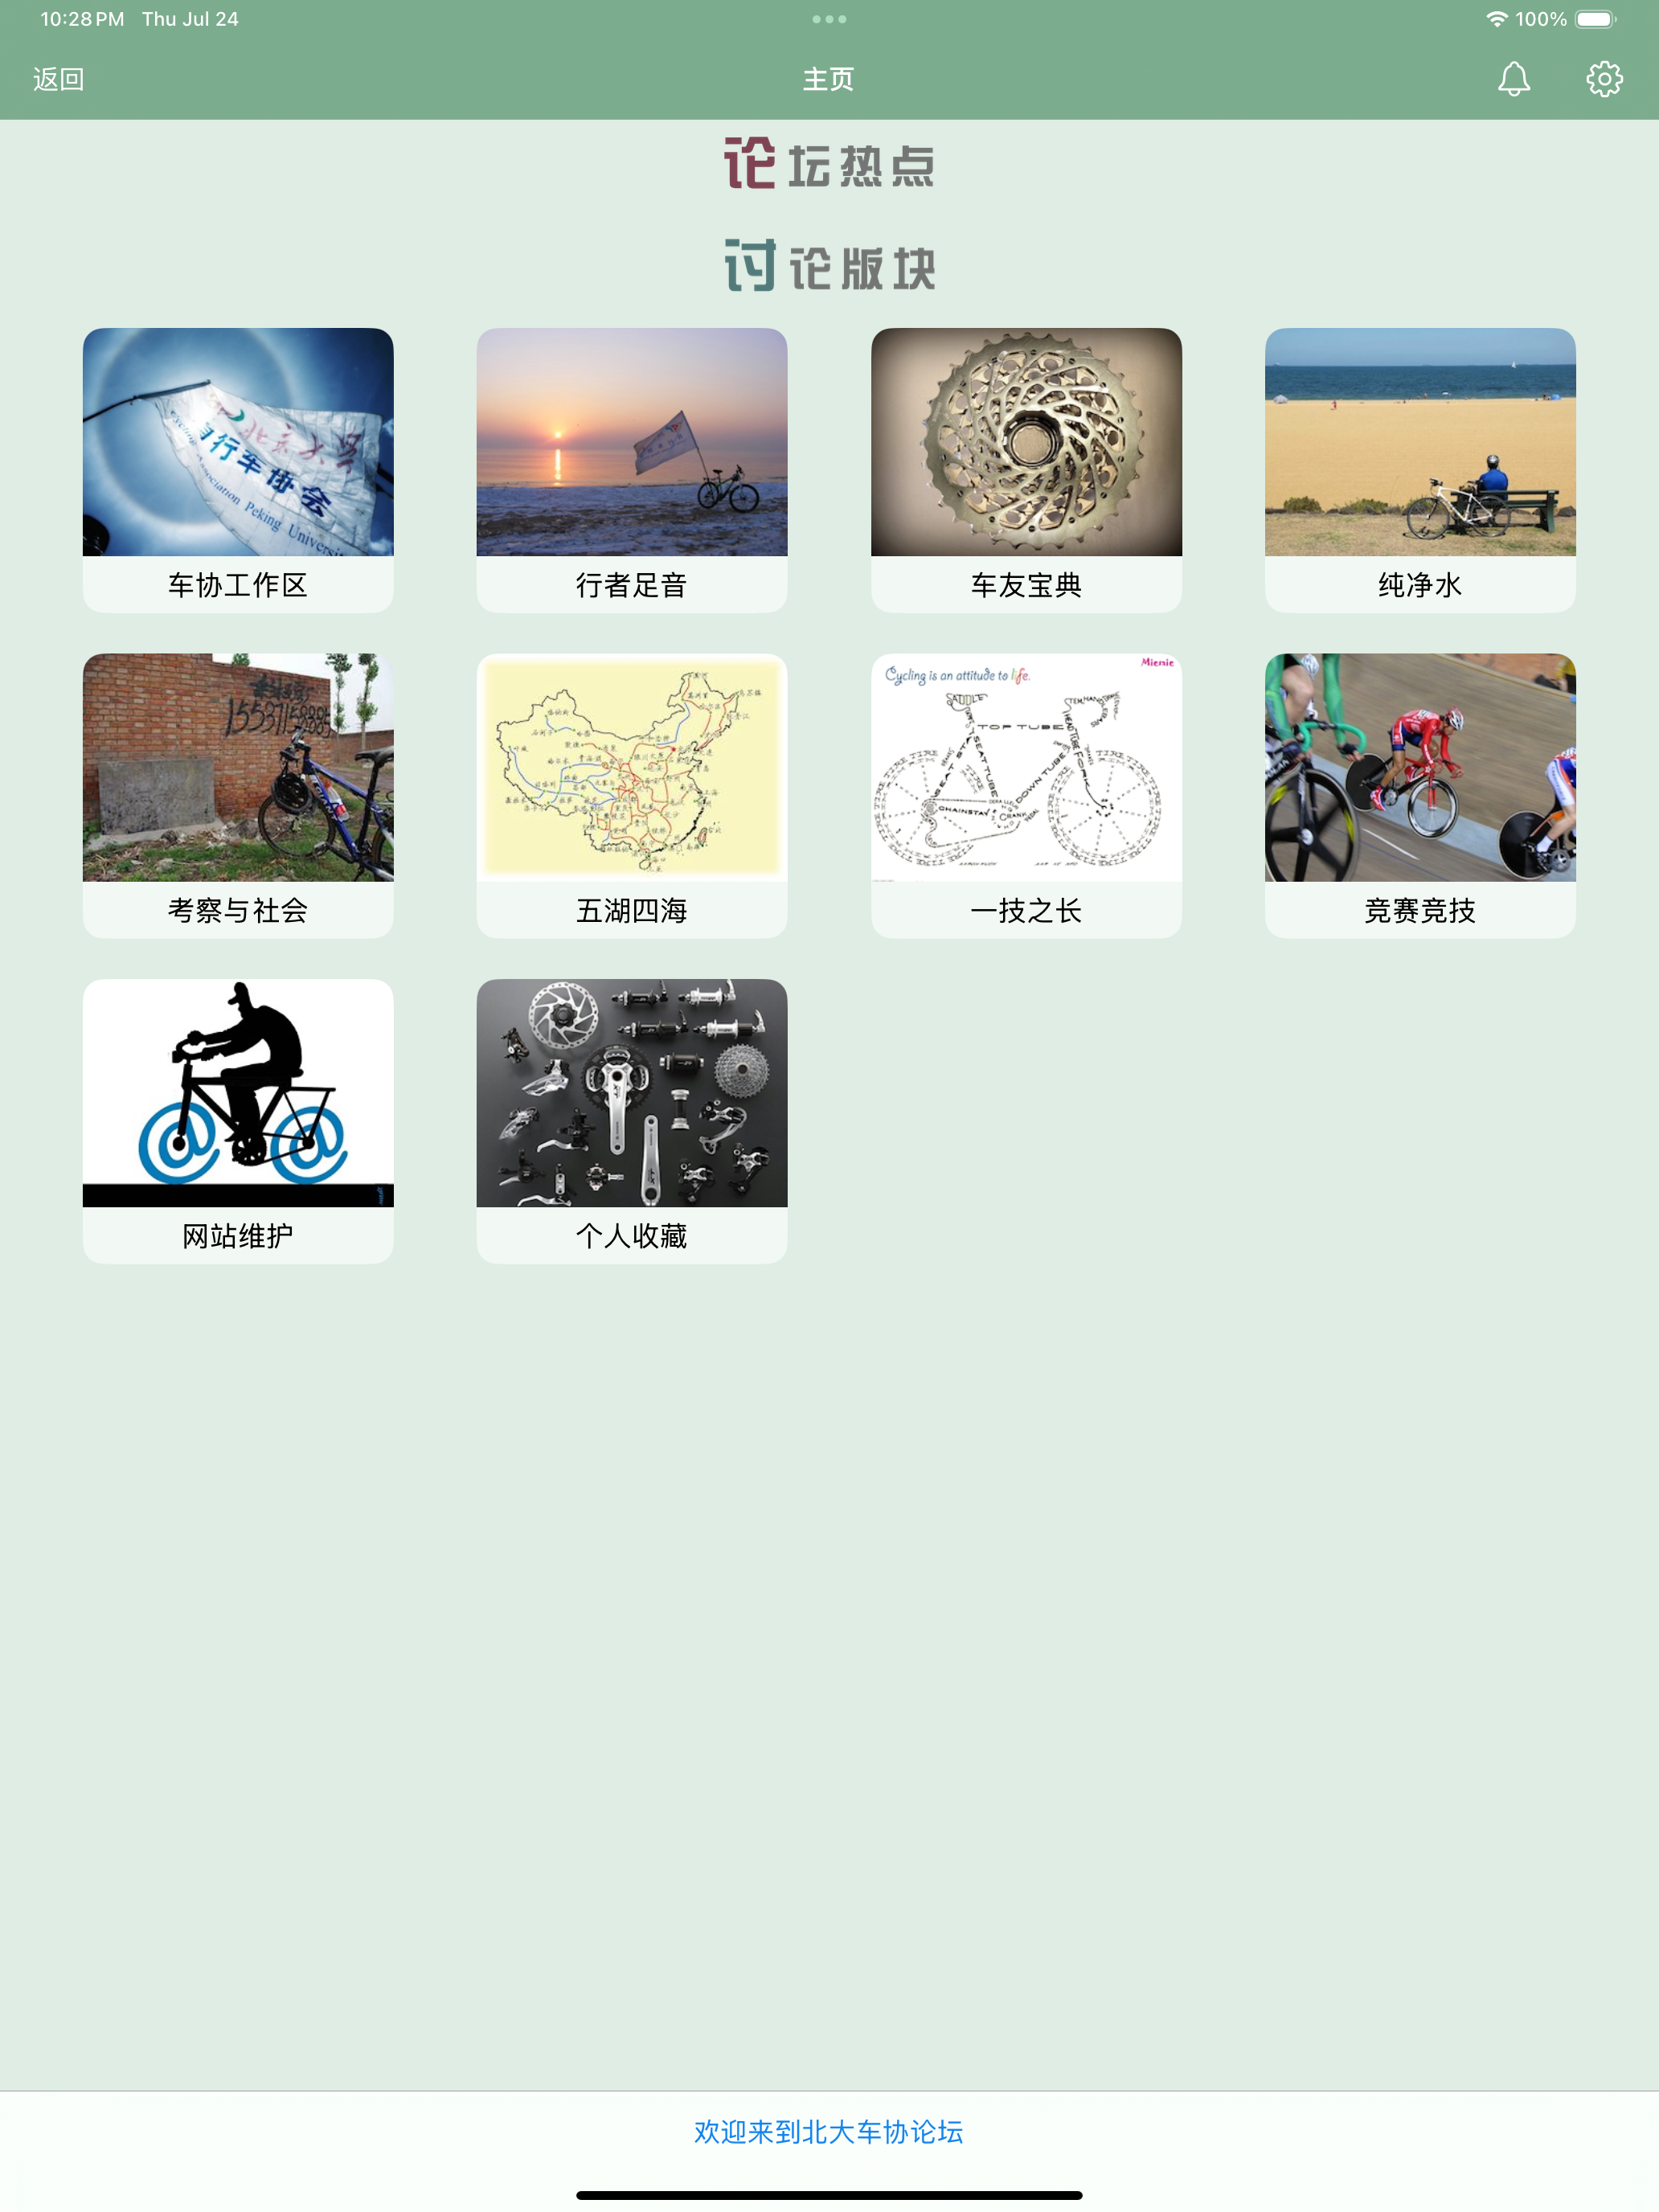 10:28 PM Thu Jul 24
100%
返回
主页
论坛热点
讨论版块
北京大学
自行车协会
Association Peking University
车协工作区
行者足音
车友宝典
纯净水
15537158385
考察与社会
五湖四海
Miemie
Cycling is an attitude to life.
SADDLE
TOP TUBE
SEAT TUBE
DOWN TUBE
FORK
CHAINSTAY
CRANK
TIRE
一技之长
竞赛竞技
网站维护
个人收藏
欢迎来到北大车协论坛